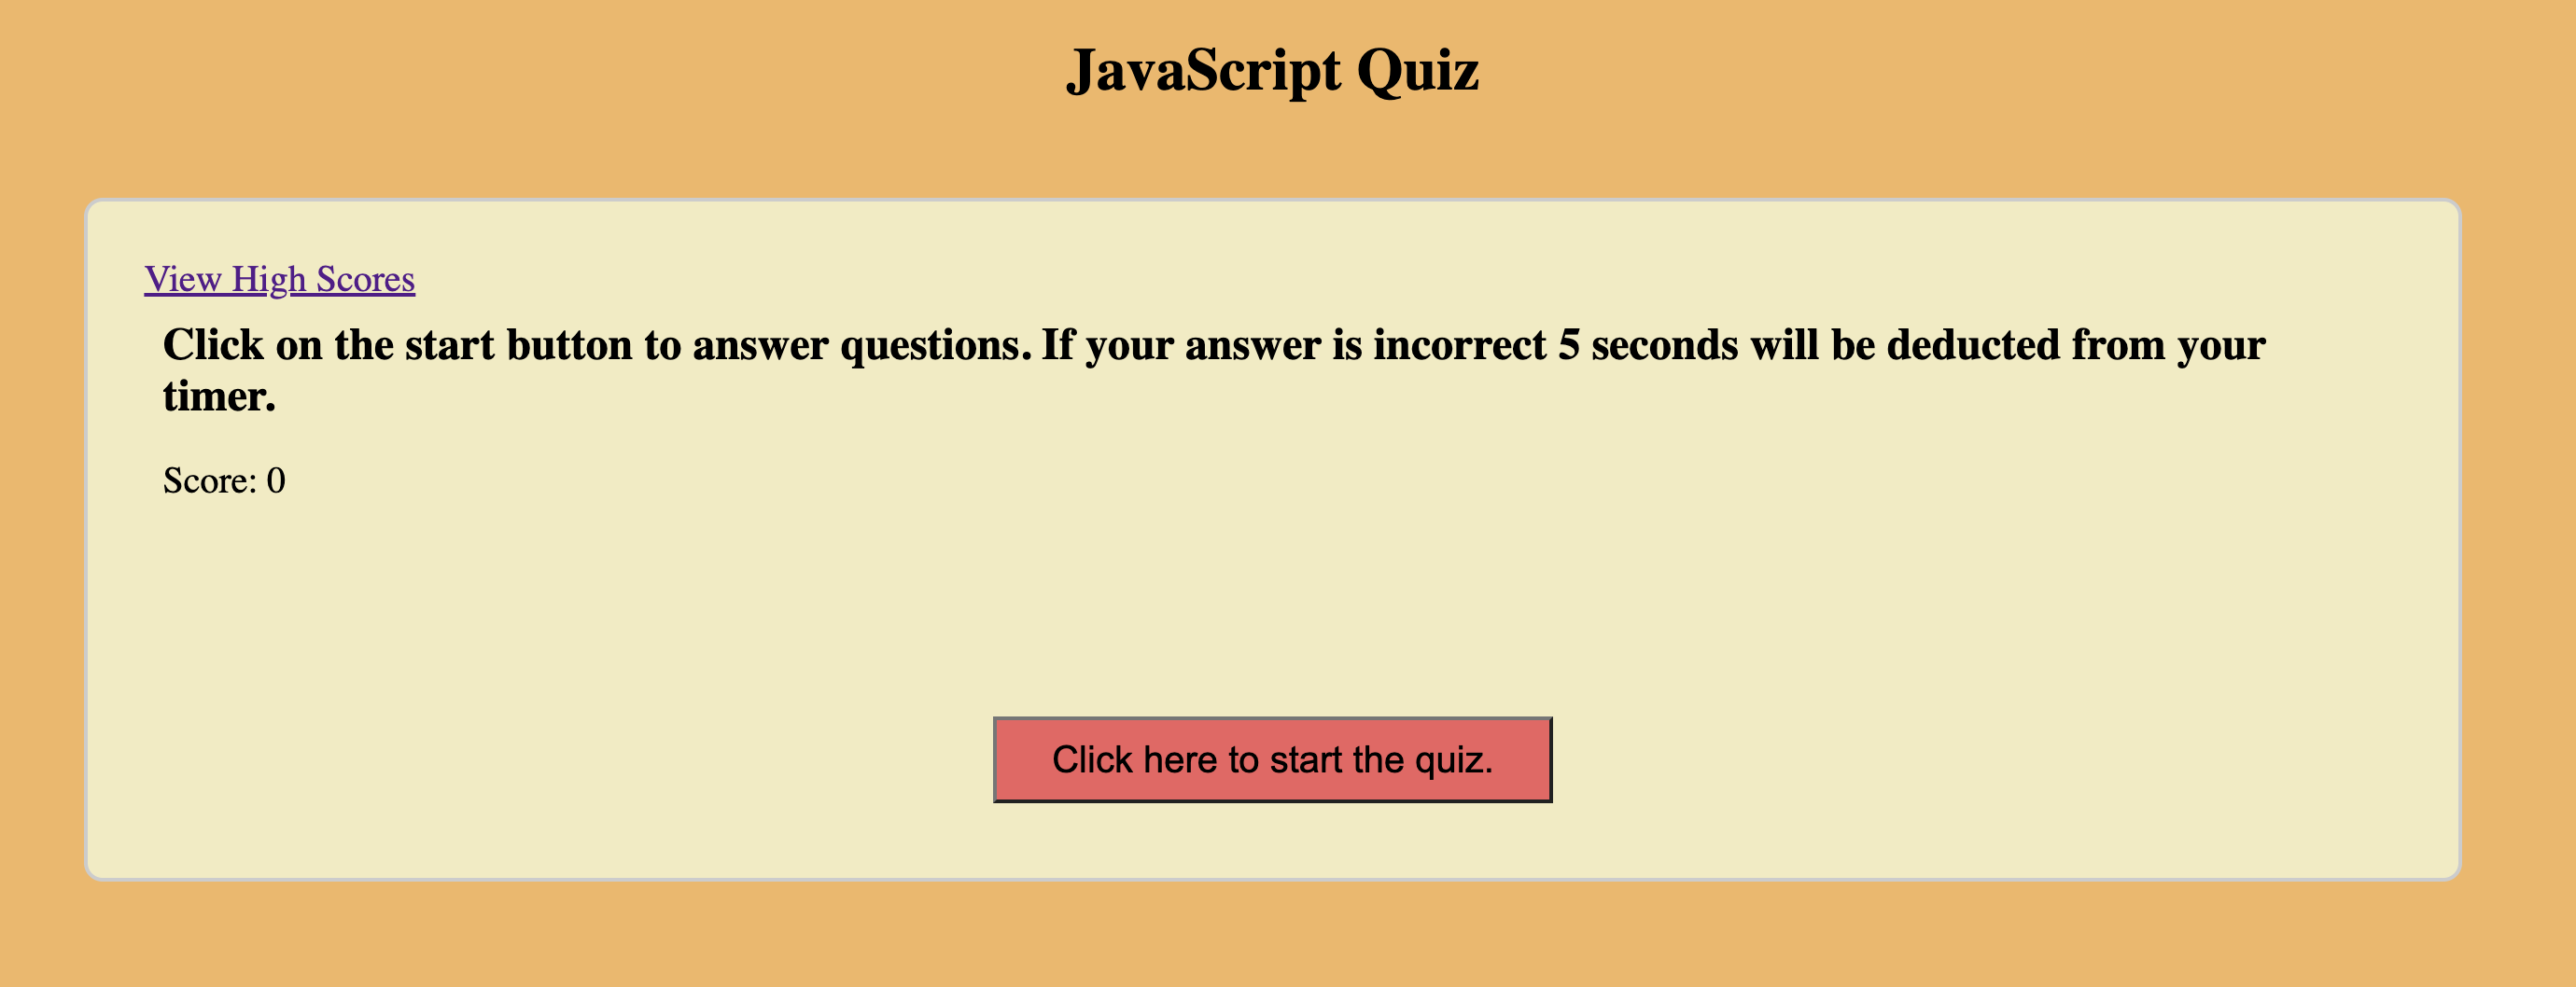 JavaScript Quiz
View High Scores
Click on the start button to answer questions. If your answer is incorrect 5 seconds will be deducted from your
timer.
Score: 0
Click here to start the quiz.